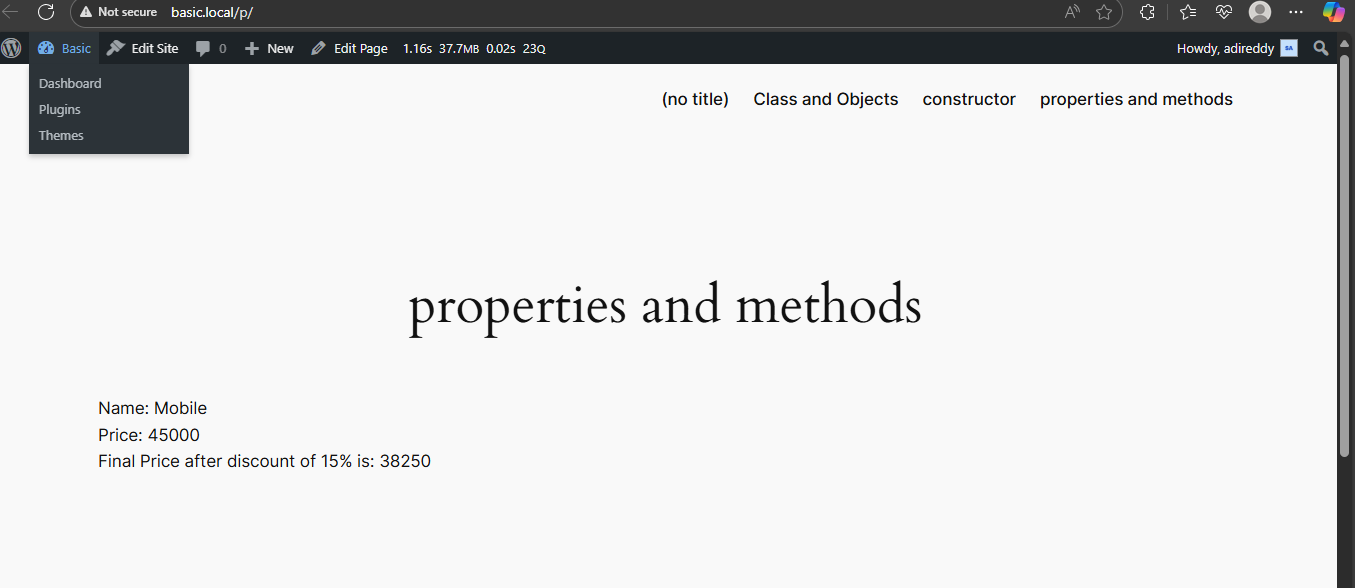 Not secure basic.local/p/
Basic Edit Site 0 New Edit Page 1.16s 37.7MB 0.02s 23Q Howdy, adireddy SA
Dashboard
Plugins
Themes
(no title) Class and Objects constructor properties and methods
properties and methods
Name: Mobile
Price: 45000
Final Price after discount of 15% is: 38250